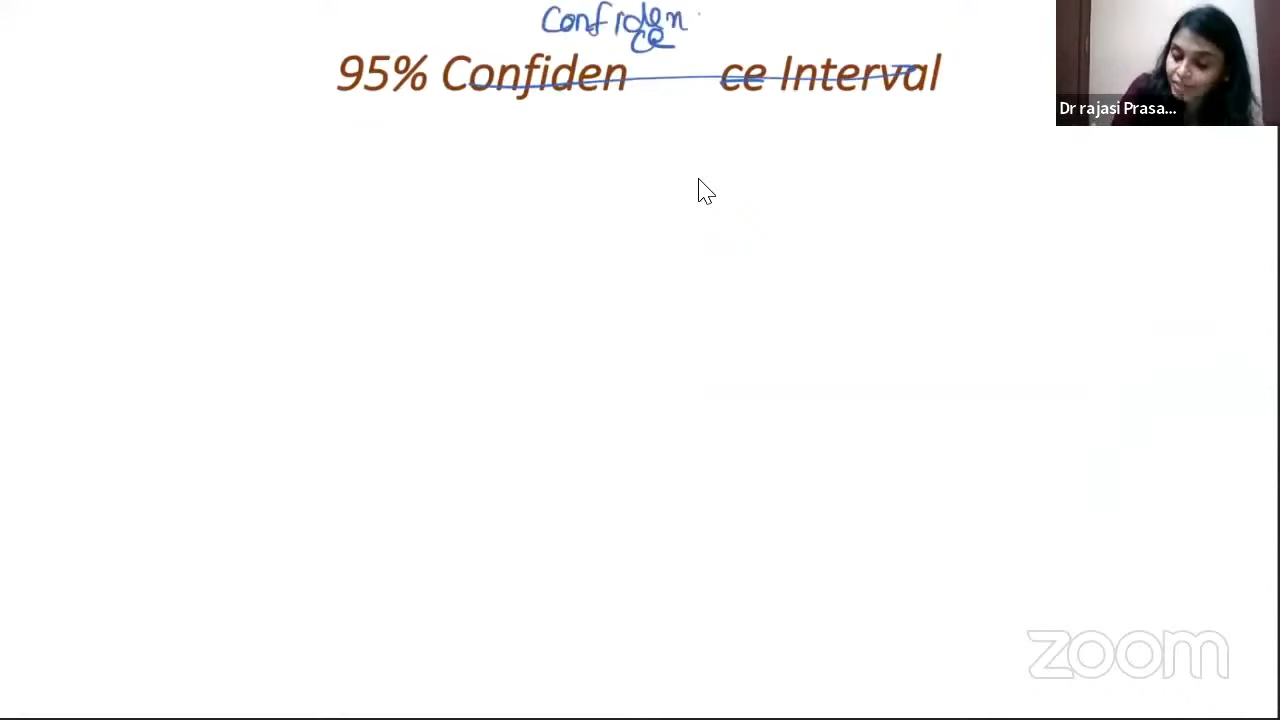 Confiden
ce
95% Confiden ce Interval
Dr rajasi Prasa...
zoom